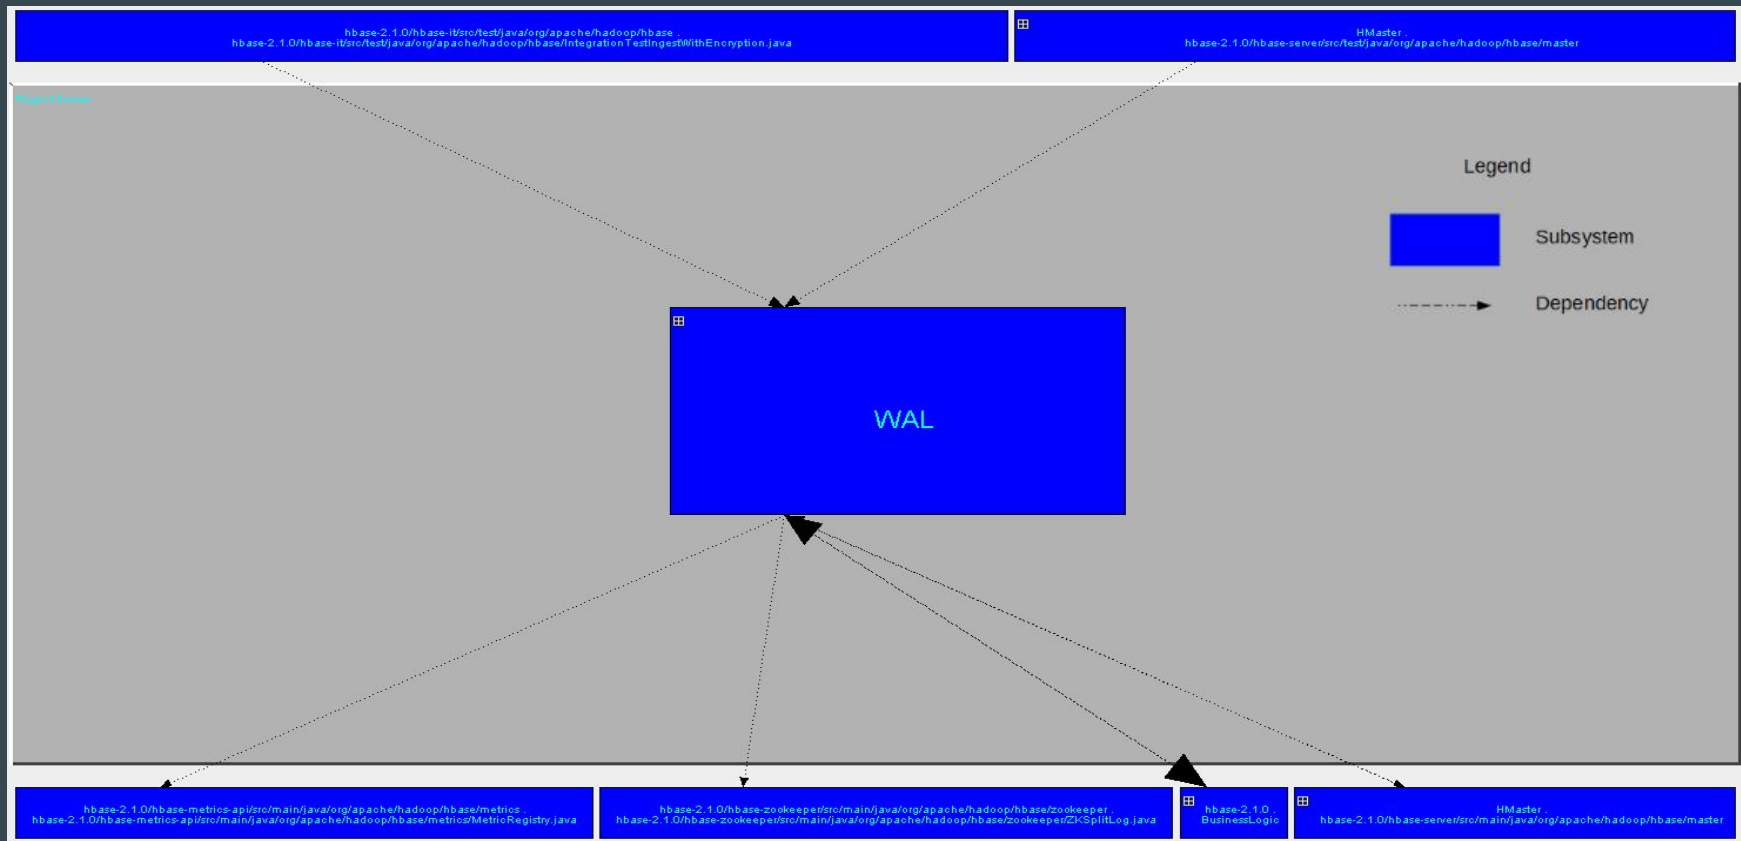 hbase-2.1.0/hbase-it/src/test/java/org/apache/hadoop/hbase .
hbase-2.1.0/hbase-it/src/test/java/org/apache/hadoop/hbase/IntegrationTestIngestWithEncryption.java
HMaster .
hbase-2.1.0/hbase-server/src/test/java/org/apache/hadoop/hbase/master
Legend
Subsystem
Dependency
WAL
hbase-2.1.0/hbase-metrics-api/src/main/java/org/apache/hadoop/hbase/metrics .
hbase-2.1.0/hbase-metrics-api/src/main/java/org/apache/hadoop/hbase/metrics/MetricRegistry.java
hbase-2.1.0/hbase-zookeeper/src/main/java/org/apache/hadoop/hbase/zookeeper .
hbase-2.1.0/hbase-zookeeper/src/main/java/org/apache/hadoop/hbase/zookeeper/ZKSplitLog.java
hbase-2.1.0 .
BusinessLogic
HMaster .
hbase-2.1.0/hbase-server/src/main/java/org/apache/hadoop/hbase/master